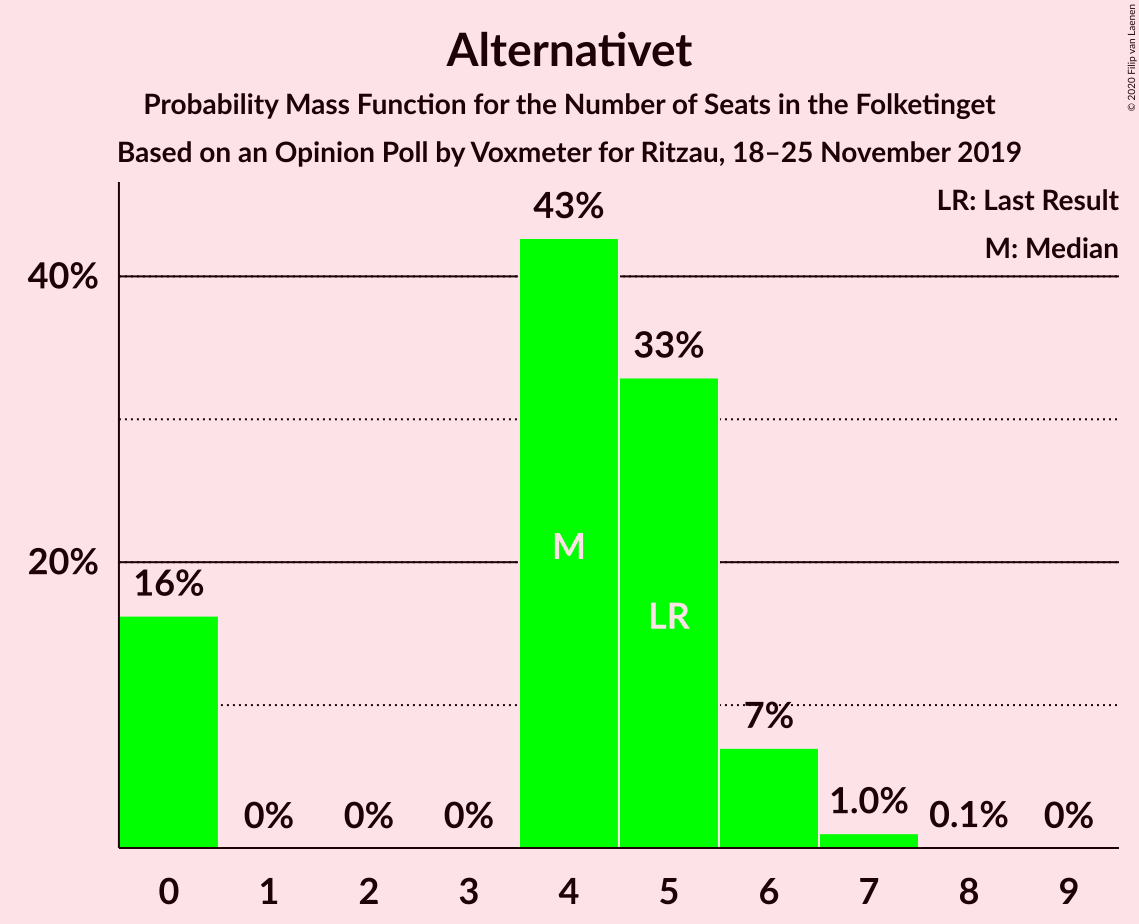 Alternativet
Probability Mass Function for the Number of Seats in the Folketinget
Based on an Opinion Poll by Voxmeter for Ritzau, 18–25 November 2019
© 2020 Filip van Laenen
LR: Last Result
M: Median
43%
40%
33%
M
20%
16%
LR
7%
1.0%
0% 0% 0% 0.1% 0%
0 1 2 3 4 5 6 7 8 9